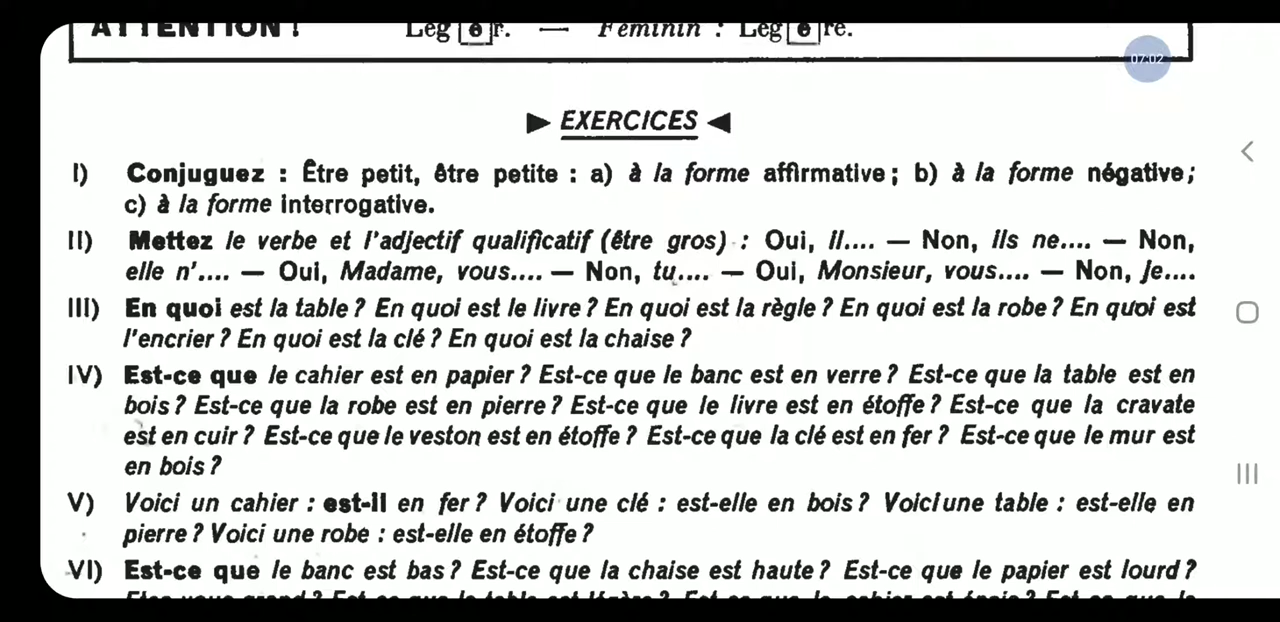 ATTENTION ! Lég[e]r. — Féminin : Lég[è]re.
07:02
▶ EXERCICES ◀
I) Conjuguez : Être petit, être petite : a) à la forme affirmative; b) à la forme négative;
c) à la forme interrogative.
II) Mettez le verbe et l'adjectif qualificatif (être gros) : Oui, il.... — Non, ils ne.... — Non,
elle n'.... — Oui, Madame, vous.... — Non, tu.... — Oui, Monsieur, vous.... — Non, je....
III) En quoi est la table ? En quoi est le livre ? En quoi est la règle ? En quoi est la robe ? En quoi est
l'encrier ? En quoi est la clé ? En quoi est la chaise ?
IV) Est-ce que le cahier est en papier ? Est-ce que le banc est en verre ? Est-ce que la table est en
bois ? Est-ce que la robe est en pierre ? Est-ce que le livre est en étoffe ? Est-ce que la cravate
est en cuir ? Est-ce que le veston est en étoffe ? Est-ce que la clé est en fer ? Est-ce que le mur est
en bois ?
V) Voici un cahier : est-il en fer ? Voici une clé : est-elle en bois ? Voici une table : est-elle en
pierre ? Voici une robe : est-elle en étoffe ?
VI) Est-ce que le banc est bas ? Est-ce que la chaise est haute ? Est-ce que le papier est lourd ?